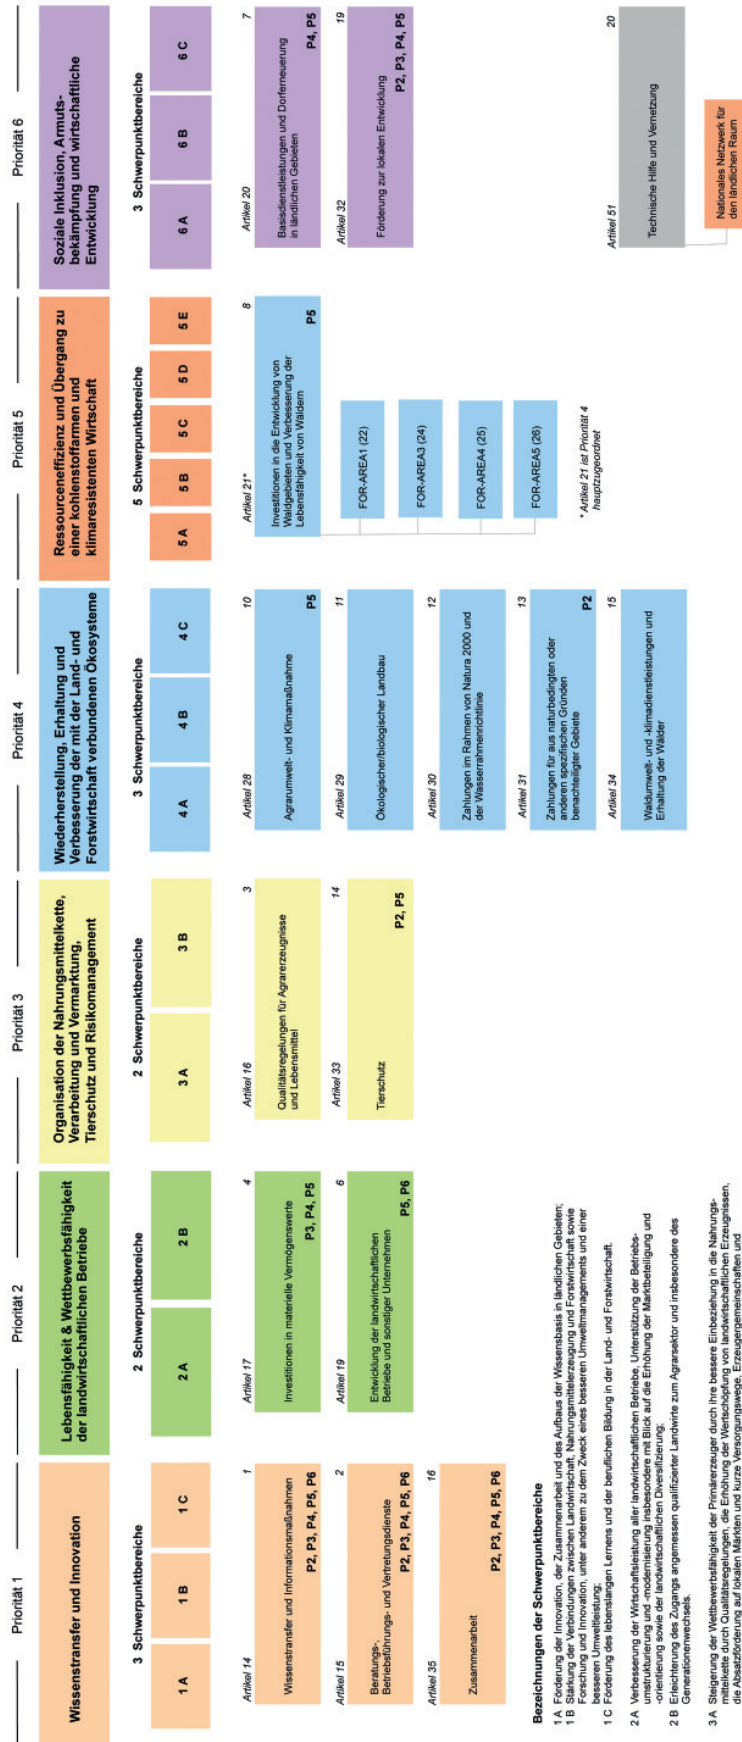 Priorität 1
Wissenstransfer und Innovation
3 Schwerpunktbereiche
1 A
1 B
1 C
Artikel 14
1
Wissenstransfer und Informationsmaßnahmen
P2, P3, P4, P5, P6
Artikel 15
2
Beratungs-,
Betriebsführungs- und Vertretungsdienste
P2, P3, P4, P5, P6
Artikel 35
16
Zusammenarbeit
P2, P3, P4, P5, P6
Priorität 2
Lebensfähigkeit & Wettbewerbsfähigkeit
der landwirtschaftlichen Betriebe
2 Schwerpunktbereiche
2 A
2 B
Artikel 17
4
Investitionen in materielle Vermögenswerte
P3, P4, P5
Artikel 19
6
Entwicklung der landwirtschaftlichen
Betriebe und sonstiger Unternehmen
P5, P6
Priorität 3
Organisation der Nahrungsmittelkette,
Verarbeitung und Vermarktung,
Tierschutz und Risikomanagement
2 Schwerpunktbereiche
3 A
3 B
Artikel 16
3
Qualitätsregelungen für Agrarerzeugnisse
und Lebensmittel
Artikel 33
14
Tierschutz
P2, P5
Priorität 4
Wiederherstellung, Erhaltung und
Verbesserung der mit der Land- und
Forstwirtschaft verbundenen Ökosysteme
3 Schwerpunktbereiche
4 A
4 B
4 C
Artikel 28
10
Agrarumwelt- und Klimamaßnahme
P5
Artikel 29
11
Ökologischer/biologischer Landbau
Artikel 30
12
Zahlungen im Rahmen von Natura 2000 und
der Wasserrahmenrichtlinie
Artikel 31
13
Zahlungen für aus naturbedingten oder
anderen spezifischen Gründen
benachteiligter Gebiete
P2
Artikel 34
15
Waldumwelt- und -klimadienstleistungen und
Erhaltung der Wälder
Priorität 5
Ressourceneffizienz und Übergang zu
einer kohlenstoffarmen und
klimaresistenten Wirtschaft
5 Schwerpunktbereiche
5 A
5 B
5 C
5 D
5 E
Artikel 21*
8
Investitionen in die Entwicklung von
Waldgebieten und Verbesserung der
Lebensfähigkeit von Wäldern
P5
FOR-AREA1 (22)
FOR-AREA3 (24)
FOR-AREA4 (25)
FOR-AREA5 (26)
* Artikel 21 ist Priorität 4
hauptzugeordnet
Priorität 6
Soziale Inklusion, Armuts-
bekämpfung und wirtschaftliche
Entwicklung
3 Schwerpunktbereiche
6 A
6 B
6 C
Artikel 20
7
Basisdienstleistungen und Dorferneuerung
in ländlichen Gebieten
P4, P5
Artikel 32
19
Förderung zur lokalen Entwicklung
P2, P3, P4, P5
Artikel 51
20
Technische Hilfe und Vernetzung
Nationales Netzwerk für
den ländlichen Raum
Bezeichnungen der Schwerpunktbereiche
1 A Förderung der Innovation, der Zusammenarbeit und des Aufbaus der Wissensbasis in ländlichen Gebieten;
1 B Stärkung der Verbindungen zwischen Landwirtschaft, Nahrungsmittelerzeugung und Forstwirtschaft sowie
Forschung und Innovation, unter anderem zu dem Zweck eines besseren Umweltmanagements und einer
besseren Umweltleistung;
1 C Förderung des lebenslangen Lernens und der beruflichen Bildung in der Land- und Forstwirtschaft.
2 A Verbesserung der Wirtschaftsleistung aller landwirtschaftlichen Betriebe, Unterstützung der Betriebs-
umstrukturierung und -modernisierung insbesondere mit Blick auf die Erhöhung der Marktbeteiligung und
-orientierung sowie der landwirtschaftlichen Diversifizierung;
2 B Erleichterung des Zugangs angemessen qualifizierter Landwirte zum Agrarsektor und insbesondere des
Generationenwechsels.
3 A Steigerung der Wettbewerbsfähigkeit der Primärerzeuger durch ihre bessere Einbeziehung in die Nahrungs-
mittelkette durch Qualitätsregelungen, die Erhöhung der Wertschöpfung von landwirtschaftlichen Erzeugnissen,
die Absatzförderung auf lokalen Märkten und kurze Versorgungswege, Erzeugergemeinschaften und